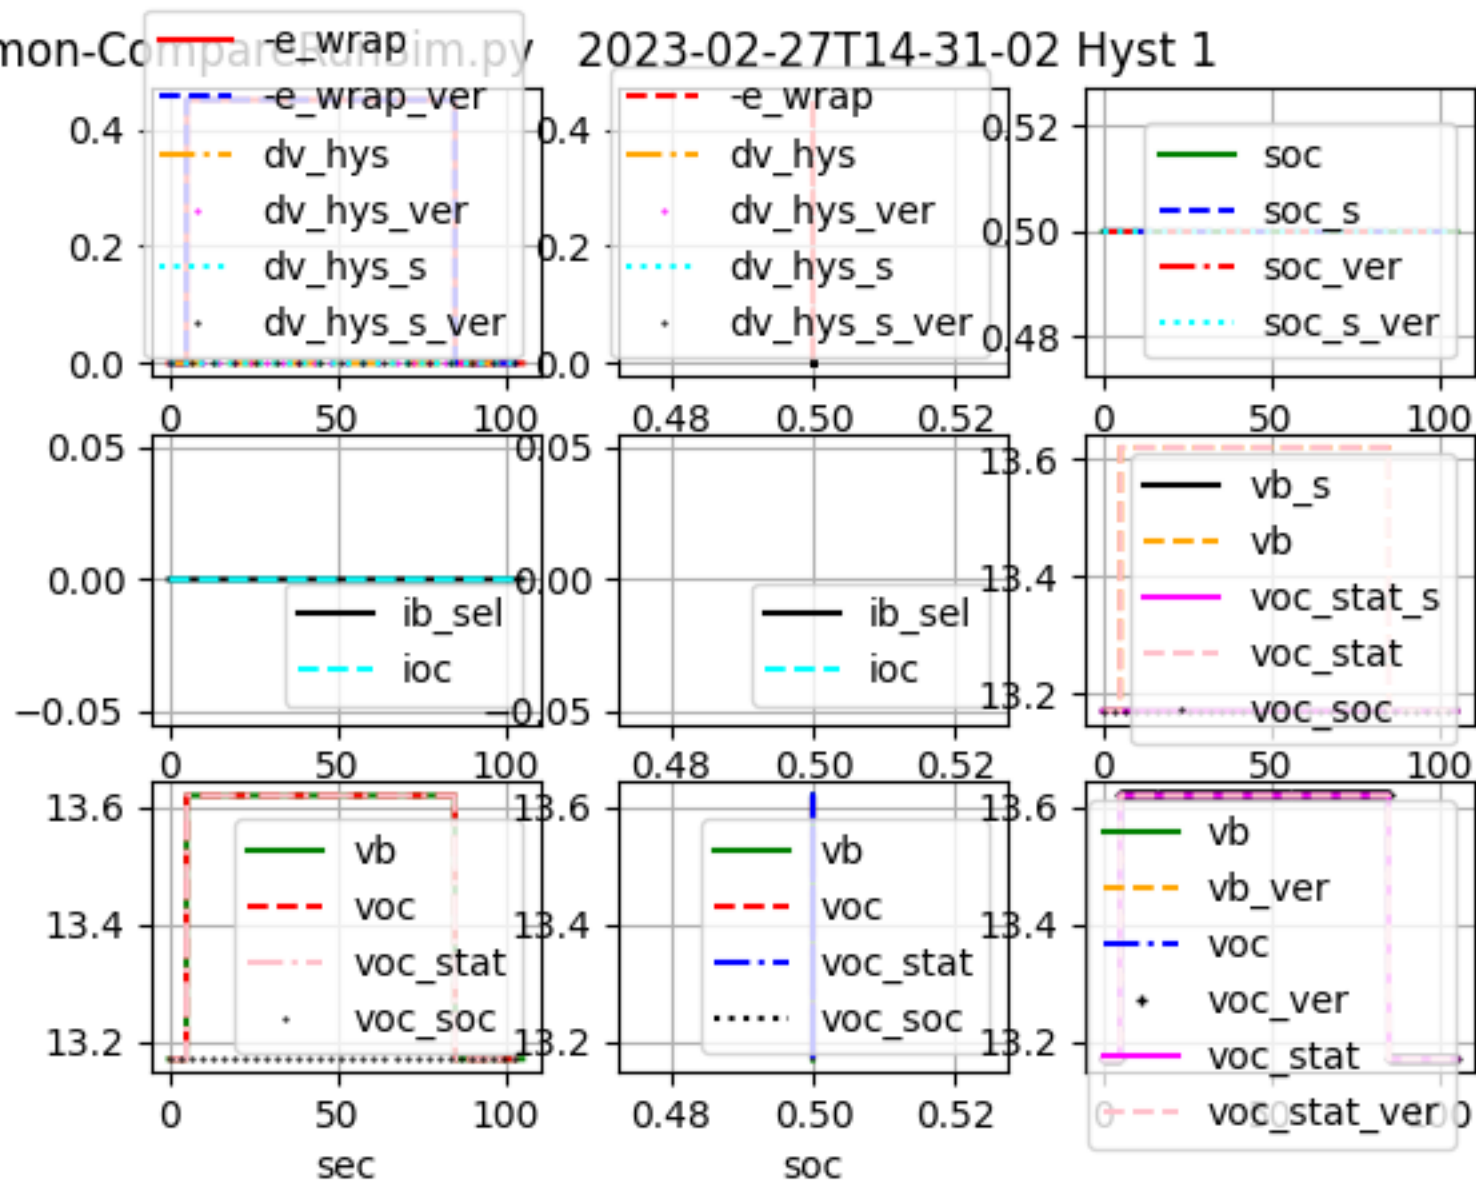 mon-CompareRunSim.py 2023-02-27T14-31-02 Hyst 1
-e_wrap
-e_wrap_ver
dv_hys
dv_hys_ver
dv_hys_s
dv_hys_s_ver
0.4
0.2
0.0
0 50 100
-e_wrap
dv_hys
dv_hys_ver
dv_hys_s
dv_hys_s_ver
0.4
0.2
0.0
0.48 0.50 0.52
soc
soc_s
soc_ver
soc_s_ver
0.52
0.50
0.48
0 50 100
0.05
0.00
−0.05
ib_sel
ioc
0 50 100
0.05
0.00
−0.05
ib_sel
ioc
0.48 0.50 0.52
13.6
13.4
13.2
vb_s
vb
voc_stat_s
voc_stat
voc_soc
0 50 100
13.6
13.4
13.2
vb
voc
voc_stat
voc_soc
0 50 100
sec
13.6
13.4
13.2
vb
voc
voc_stat
voc_soc
0.48 0.50 0.52
soc
13.6
13.4
13.2
vb
vb_ver
voc
voc_ver
voc_stat
voc_stat_ver
0 50 100